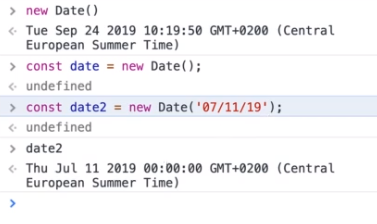 > new Date()
<· Tue Sep 24 2019 10:19:50 GMT+0200 (Central
European Summer Time)
> const date = new Date();
<· undefined
> const date2 = new Date('07/11/19');
<· undefined
> date2
<· Thu Jul 11 2019 00:00:00 GMT+0200 (Central
European Summer Time)
>